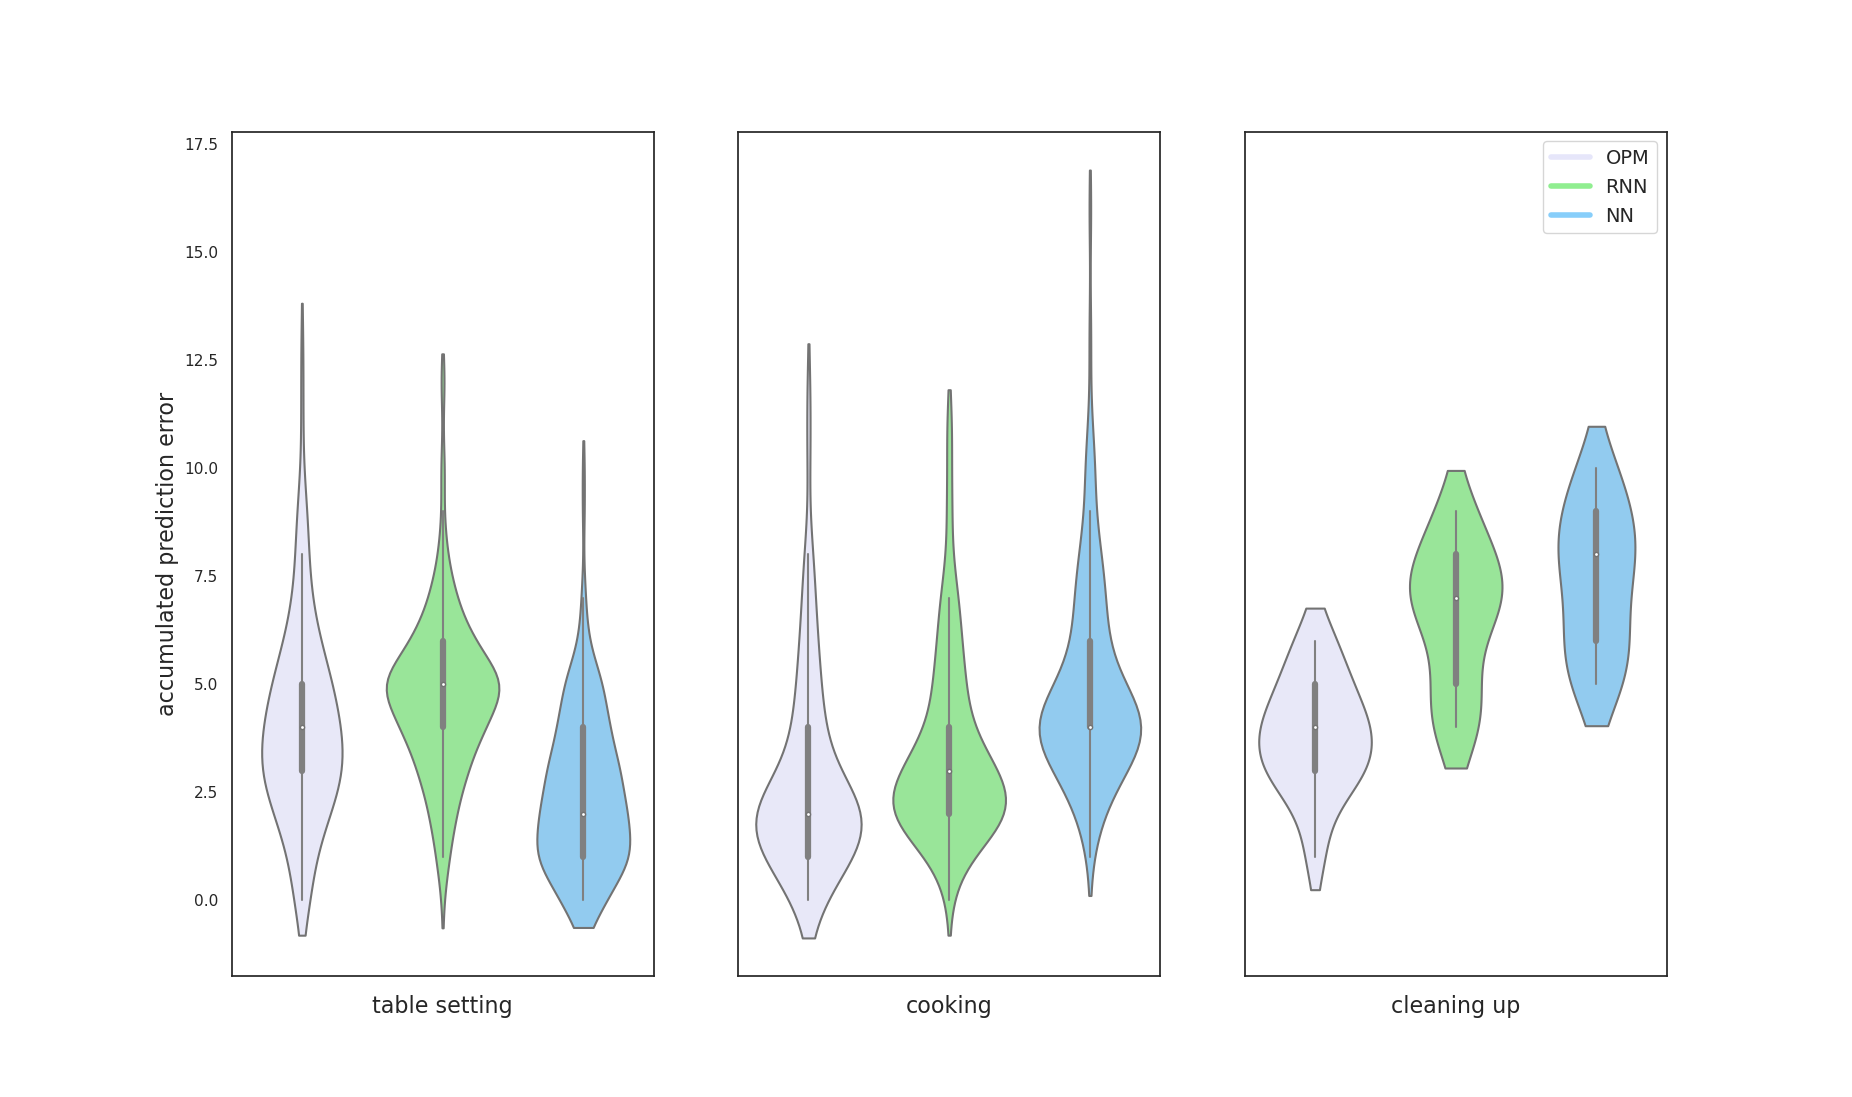 accumulated prediction error
17.5
15.0
12.5
10.0
7.5
5.0
2.5
0.0
OPM
RNN
NN
table setting
cooking
cleaning up